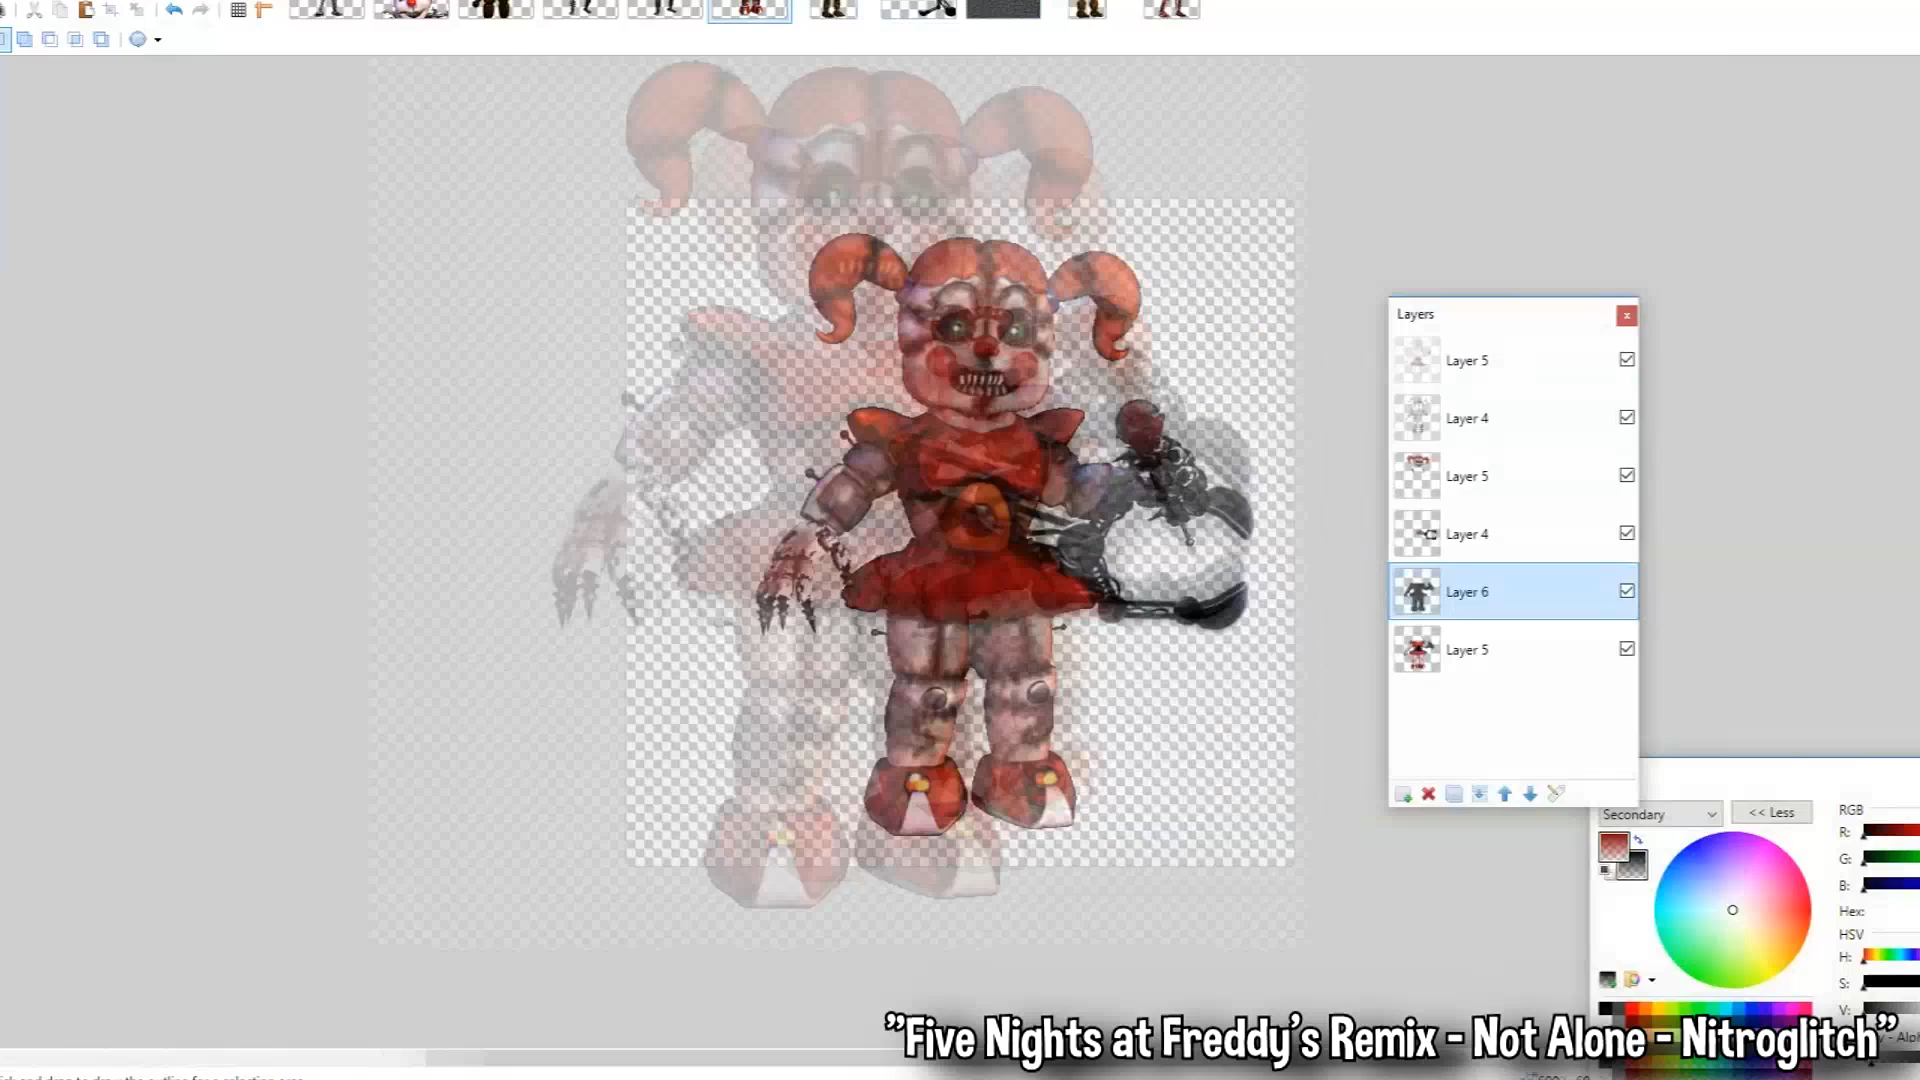 Layers
Layer 5
Layer 4
Layer 5
Layer 4
Layer 6
Layer 5
Secondary
<< Less
RGB
R:
G:
B:
Hex:
HSV
H:
S:
V:
"Five Nights at Freddy's Remix - Not Alone - Nitroglitch"